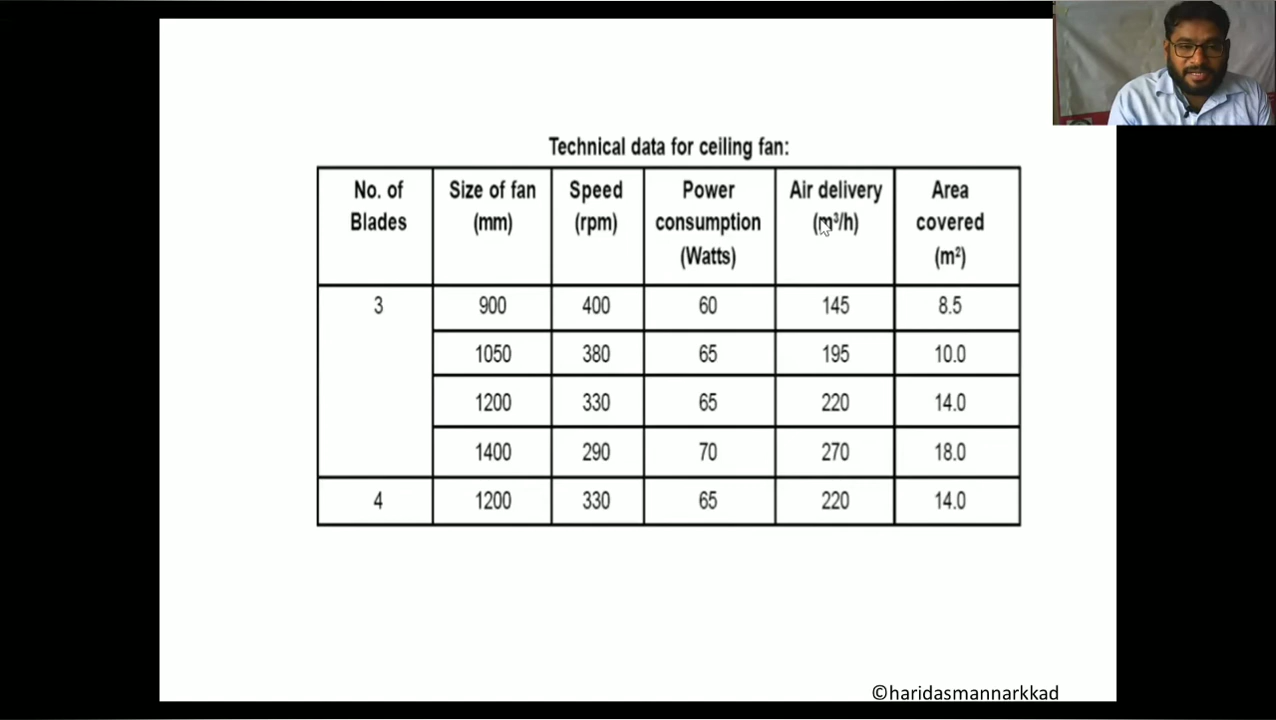 Technical data for ceiling fan:
No. of Blades Size of fan (mm) Speed (rpm) Power consumption (Watts) Air delivery (m³/h) Area covered (m²)
3 900 400 60 145 8.5
1050 380 65 195 10.0
1200 330 65 220 14.0
1400 290 70 270 18.0
4 1200 330 65 220 14.0
©haridasmannarkkad